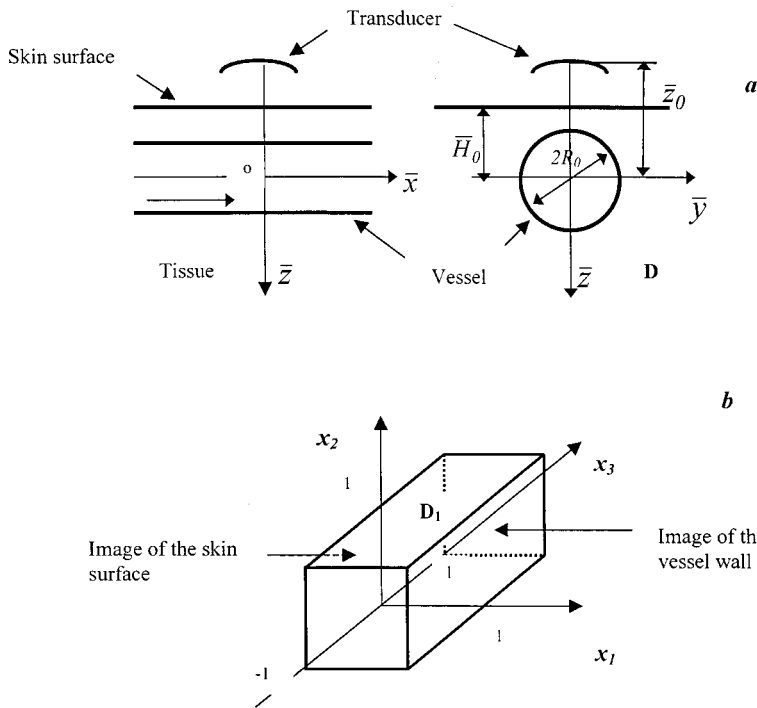 Transducer
Skin surface
a
z̄₀
H̄₀
2R₀
o
x̄
ȳ
Tissue
z̄
Vessel
z̄
D
b
x₂
1
x₃
D₁
Image of the skin
surface
Image of th
vessel wall
1
1
x₁
-1